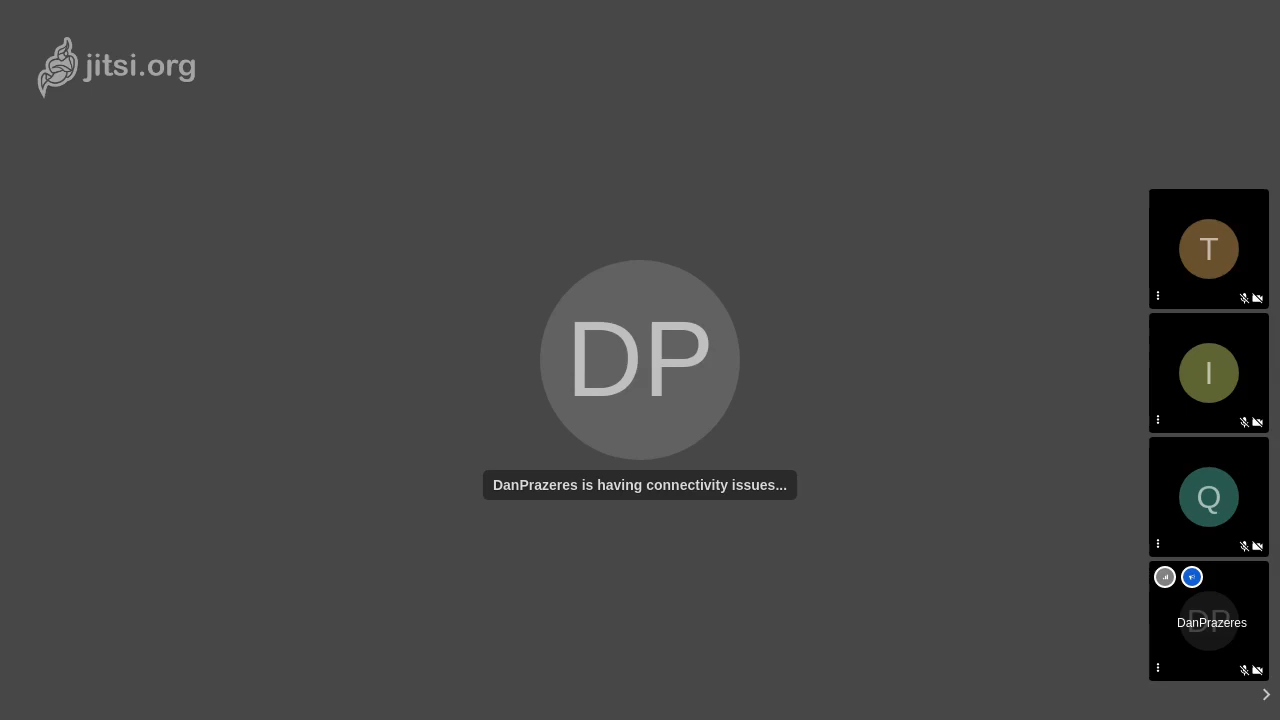 jitsi.org
DP
DanPrazeres is having connectivity issues...
T
I
Q
DP
DanPrazeres